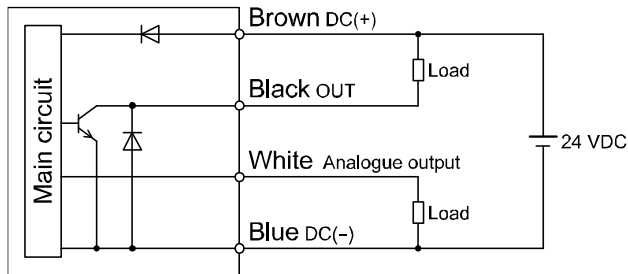 Brown DC(+)
Load
Black OUT
Main circuit
24 VDC
White Analogue output
Load
Blue DC(−)